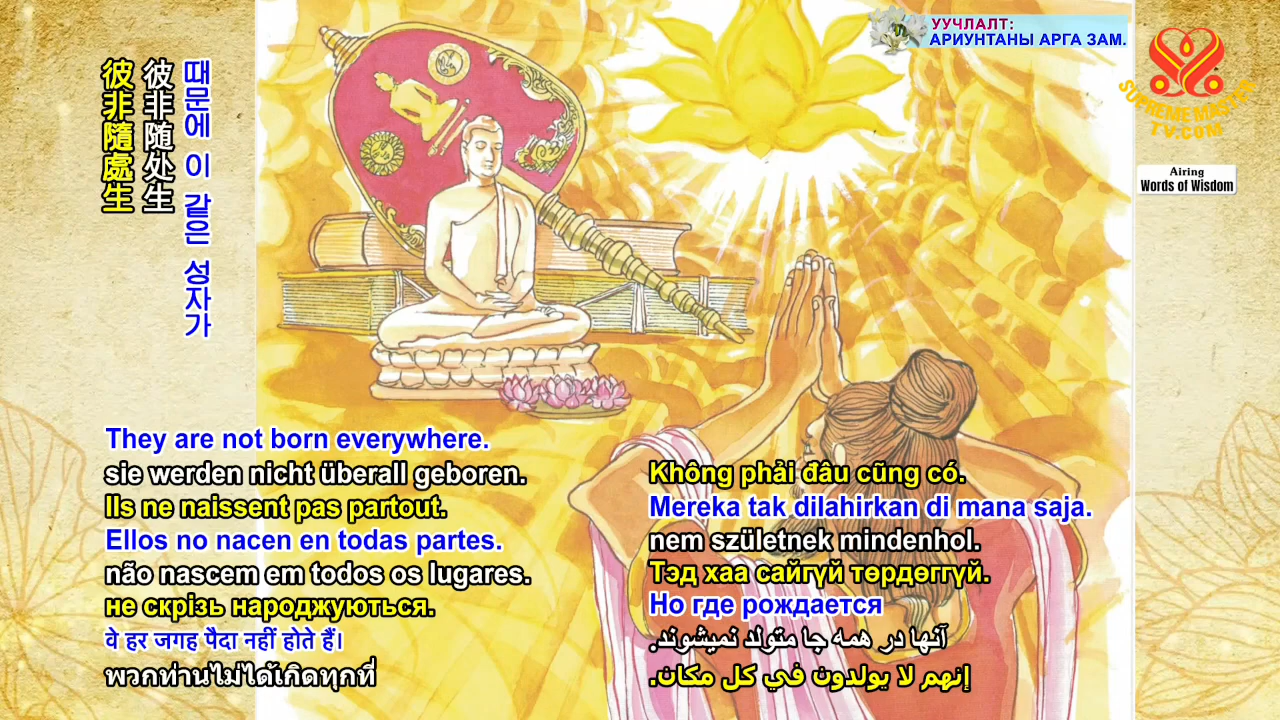 УУЧЛАЛТ:
АРИУНТАНЫ АРГА ЗАМ.
SUPREME MASTER
TV.COM
Airing
Words of Wisdom
때문에 이 같은 성자가
彼非随处生
彼非隨處生
They are not born everywhere.
sie werden nicht überall geboren.
Ils ne naissent pas partout.
Ellos no nacen en todas partes.
não nascem em todos os lugares.
не скрізь народжуються.
वे हर जगह पैदा नहीं होते हैं।
พวกท่านไม่ได้เกิดทุกที่
Không phải đâu cũng có.
Mereka tak dilahirkan di mana saja.
nem születnek mindenhol.
Тэд хаа сайгүй төрдөггүй.
Но где рождается
آنها در همه جا متولد نمیشوند.
إنهم لا يولدون في كل مكان.